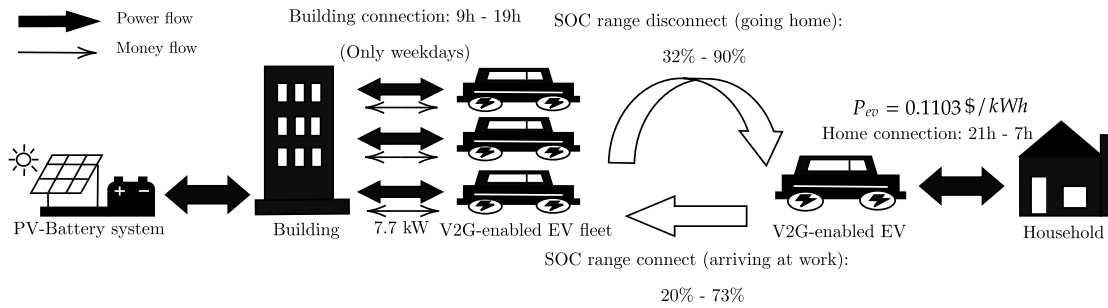 Power flow
Money flow
Building connection: 9h - 19h
(Only weekdays)
SOC range disconnect (going home):
32% - 90%
P_ev = 0.1103 $/kWh
Home connection: 21h - 7h
+ −
PV-Battery system
Building
7.7 kW
V2G-enabled EV fleet
V2G-enabled EV
Household
SOC range connect (arriving at work):
20% - 73%